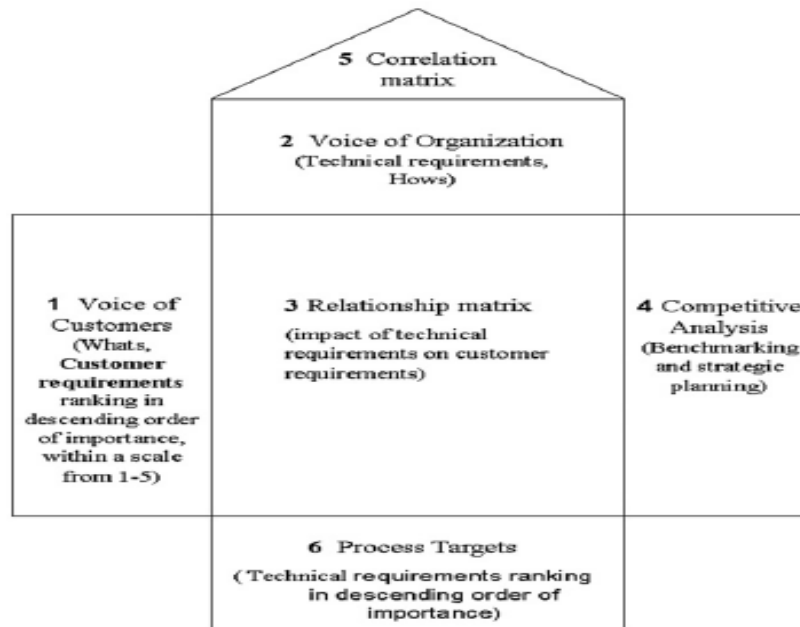 5 Correlation
matrix
2 Voice of Organization
(Technical requirements,
Hows)
1 Voice of
Customers
(Whats,
Customer
requirements
ranking in
descending order
of importance,
within a scale
from 1-5)
3 Relationship matrix
(impact of technical
requirements on customer
requirements)
4 Competitive
Analysis
(Benchmarking
and strategic
planning)
6 Process Targets
(Technical requirements ranking
in descending order of
importance)